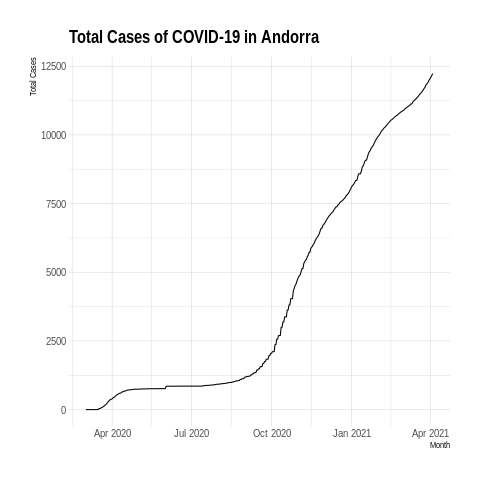 Total Cases of COVID-19 in Andorra
Total Cases
12500
10000
7500
5000
2500
0
Apr 2020 Jul 2020 Oct 2020 Jan 2021 Apr 2021
Month